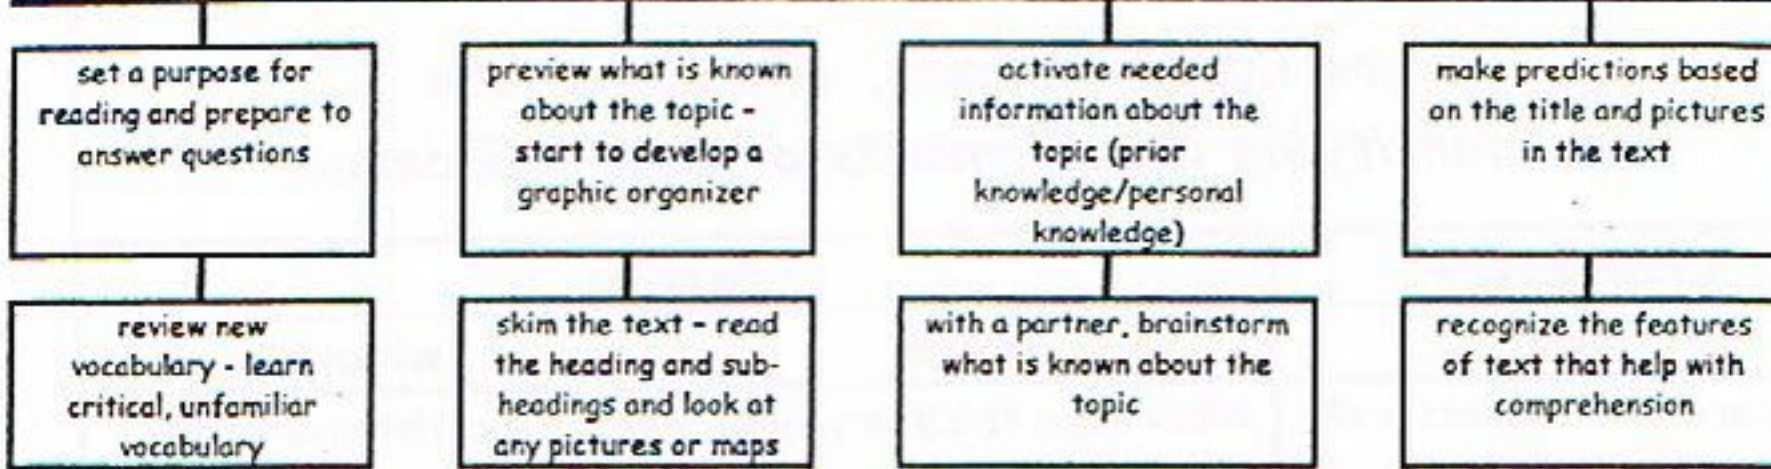 set a purpose for
reading and prepare to
answer questions
preview what is known
about the topic -
start to develop a
graphic organizer
activate needed
information about the
topic (prior
knowledge/personal
knowledge)
make predictions based
on the title and pictures
in the text
review new
vocabulary - learn
critical, unfamiliar
vocabulary
skim the text - read
the heading and sub-
headings and look at
any pictures or maps
with a partner, brainstorm
what is known about the
topic
recognize the features
of text that help with
comprehension